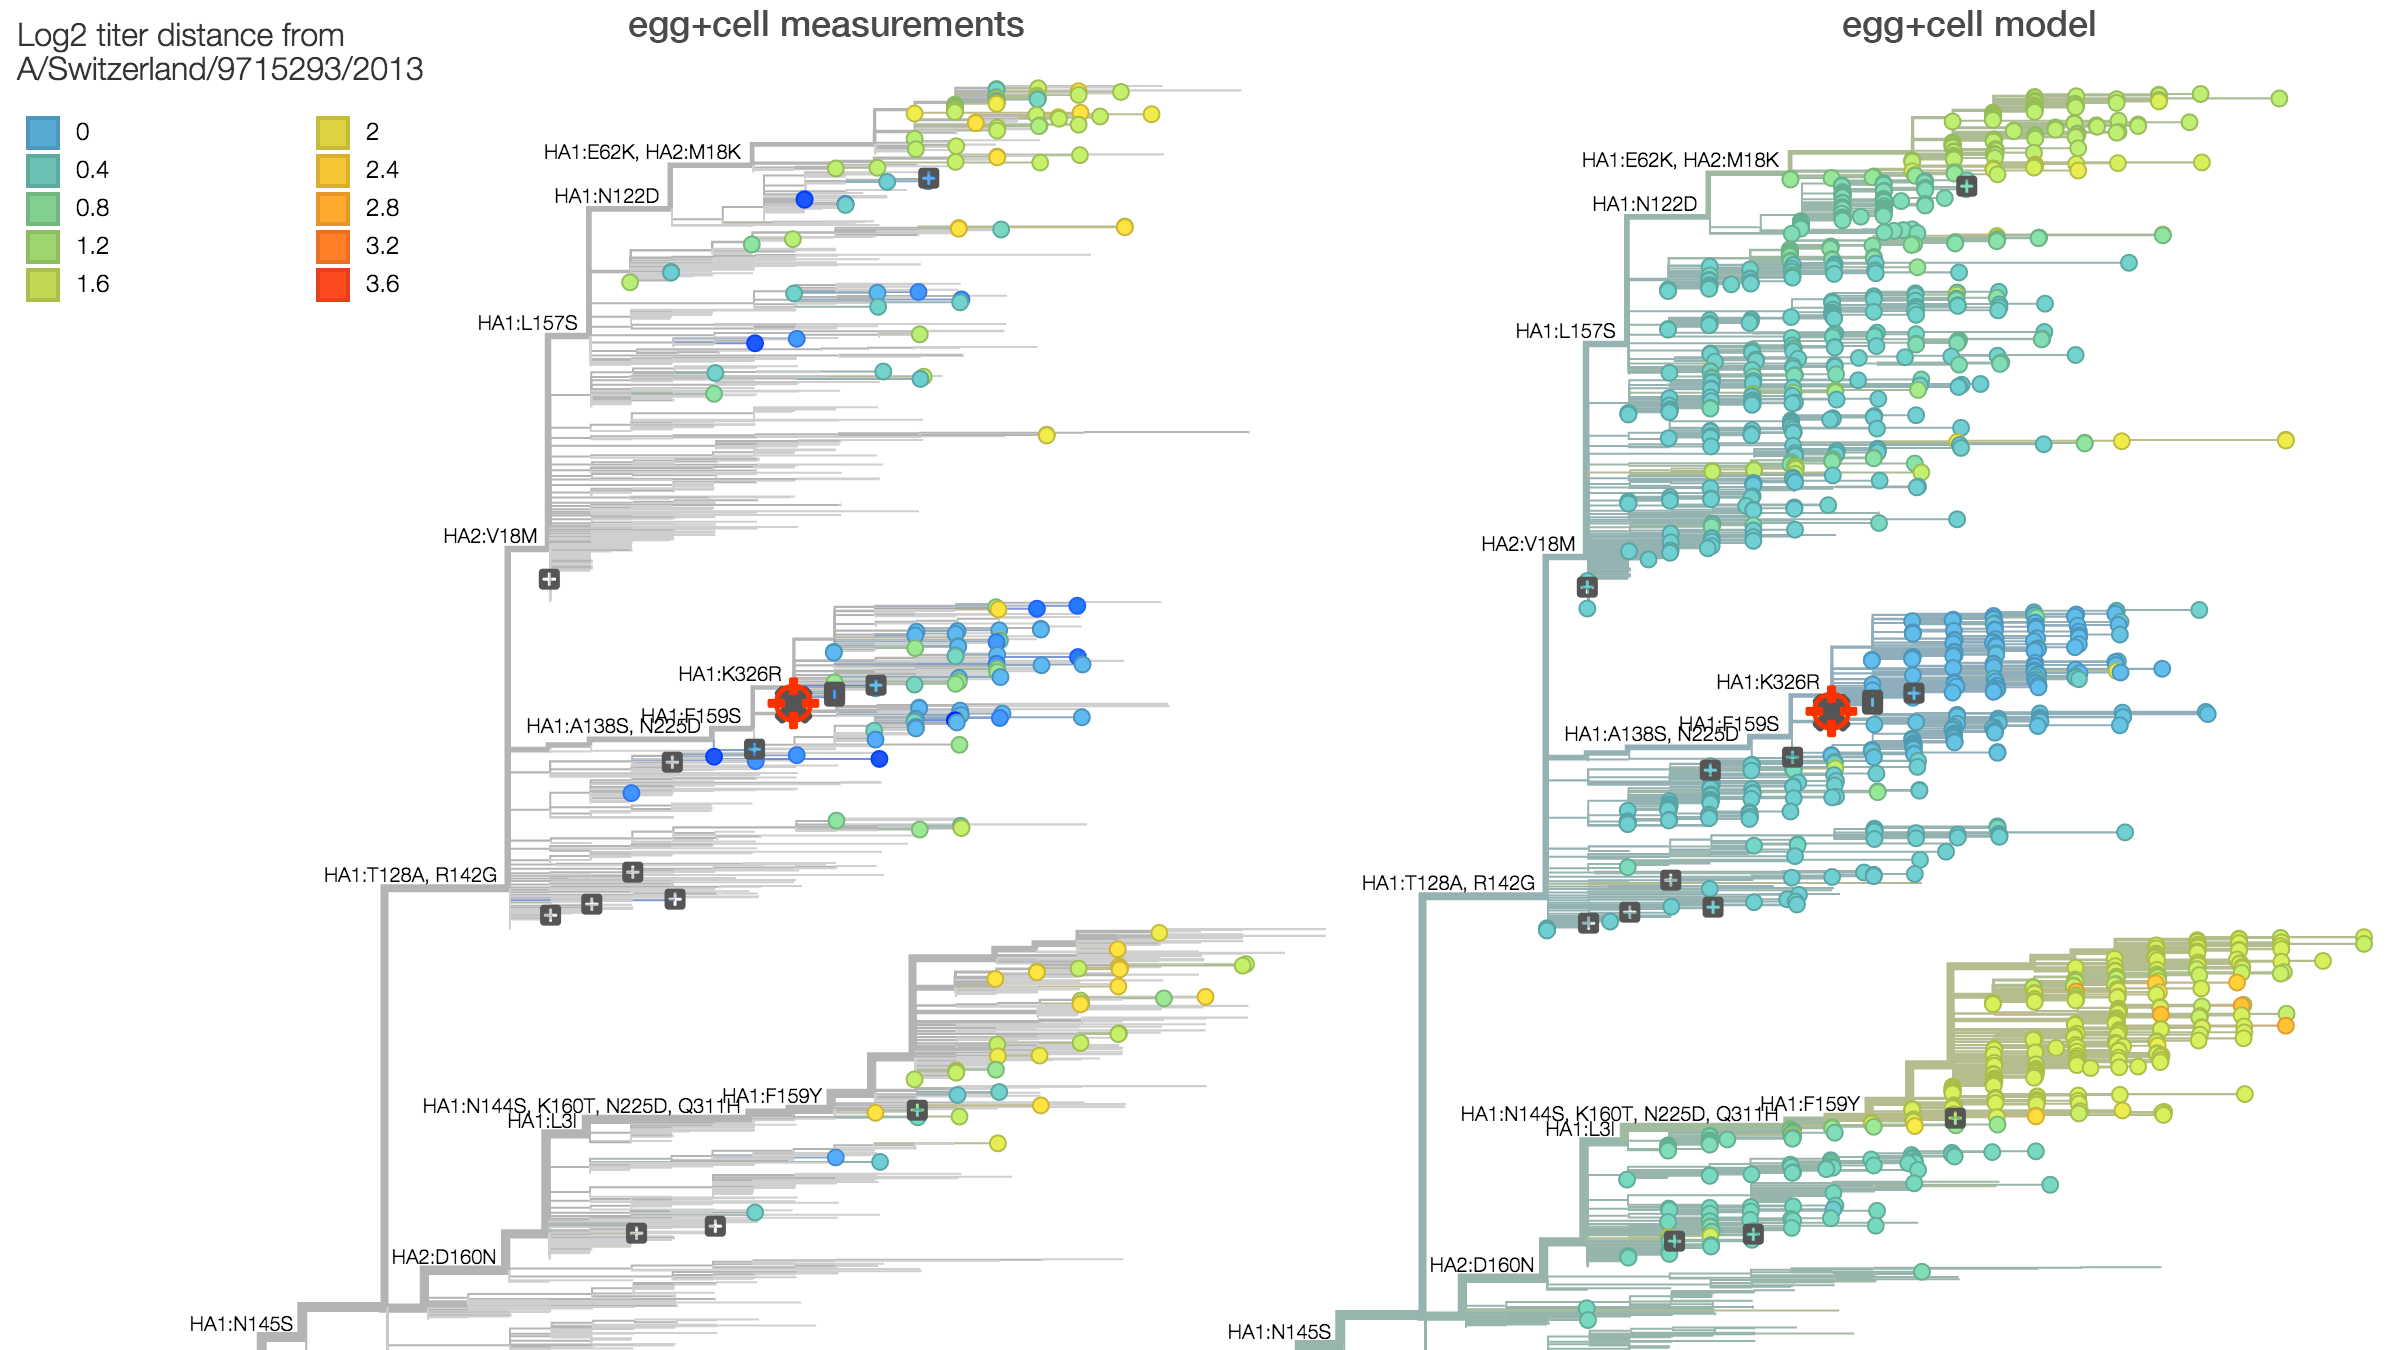 Log2 titer distance from
A/Switzerland/9715293/2013
0
0.4
0.8
1.2
1.6
2
2.4
2.8
3.2
3.6
egg+cell measurements
HA1:E62K, HA2:M18K
HA1:N122D
HA1:L157S
HA2:V18M
HA1:K326R
HA1:F159S
HA1:A138S, N225D
HA1:T128A, R142G
HA1:F159Y
HA1:N144S, K160T, N225D, Q311H
HA1:L3I
HA2:D160N
HA1:N145S
egg+cell model
HA1:E62K, HA2:M18K
HA1:N122D
HA1:L157S
HA2:V18M
HA1:K326R
HA1:F159S
HA1:A138S, N225D
HA1:T128A, R142G
HA1:F159Y
HA1:N144S, K160T, N225D, Q311H
HA1:L3I
HA2:D160N
HA1:N145S